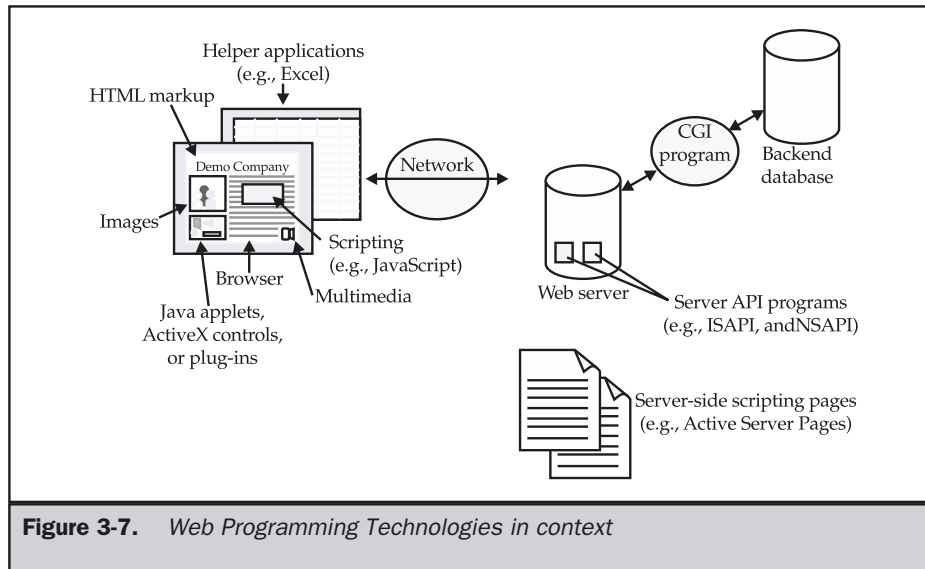 Helper applications
(e.g., Excel)
HTML markup
Demo Company
Images
Browser
Scripting
(e.g., JavaScript)
Multimedia
Java applets,
ActiveX controls,
or plug-ins
Network
CGI
program
Backend
database
Web server
Server API programs
(e.g., ISAPI, andNSAPI)
Server-side scripting pages
(e.g., Active Server Pages)
Figure 3-7. Web Programming Technologies in context